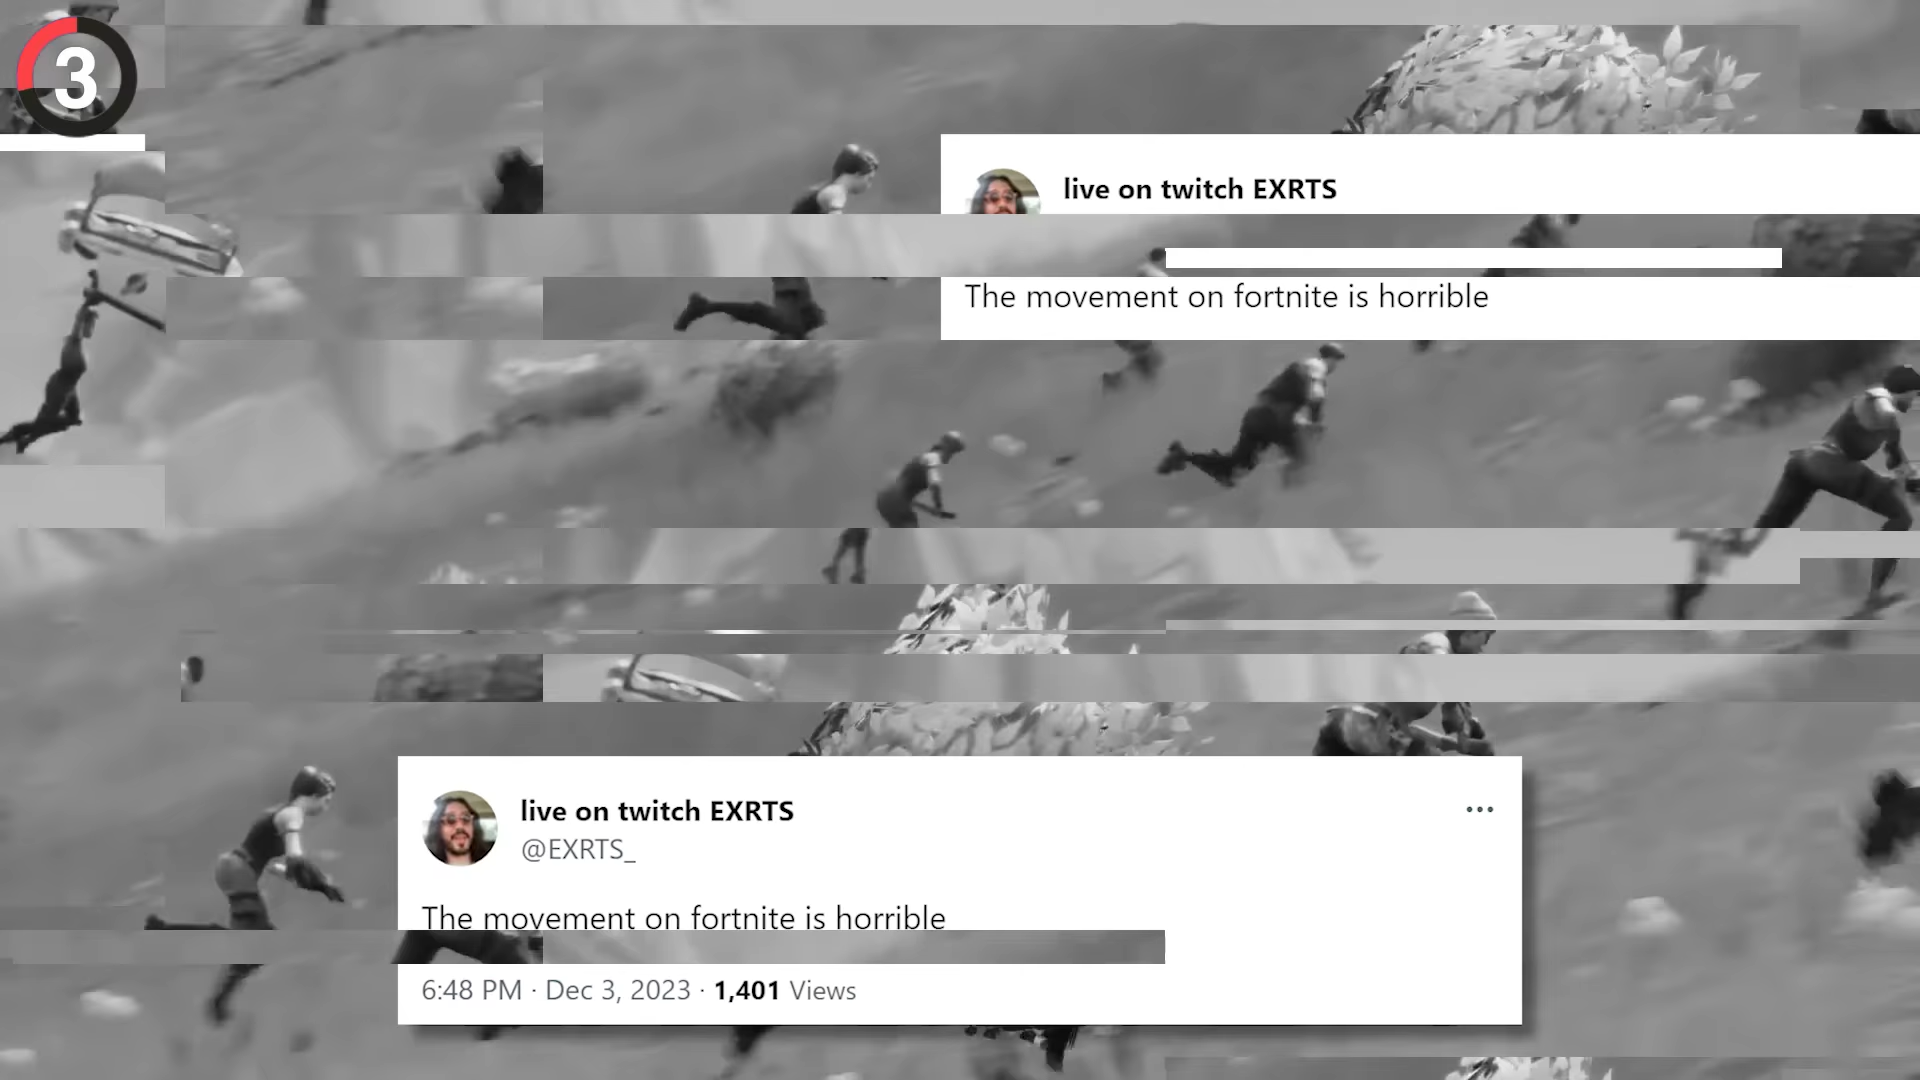 3
live on twitch EXRTS
The movement on fortnite is horrible
live on twitch EXRTS
@EXRTS_
The movement on fortnite is horrible
6:48 PM · Dec 3, 2023 · 1,401 Views